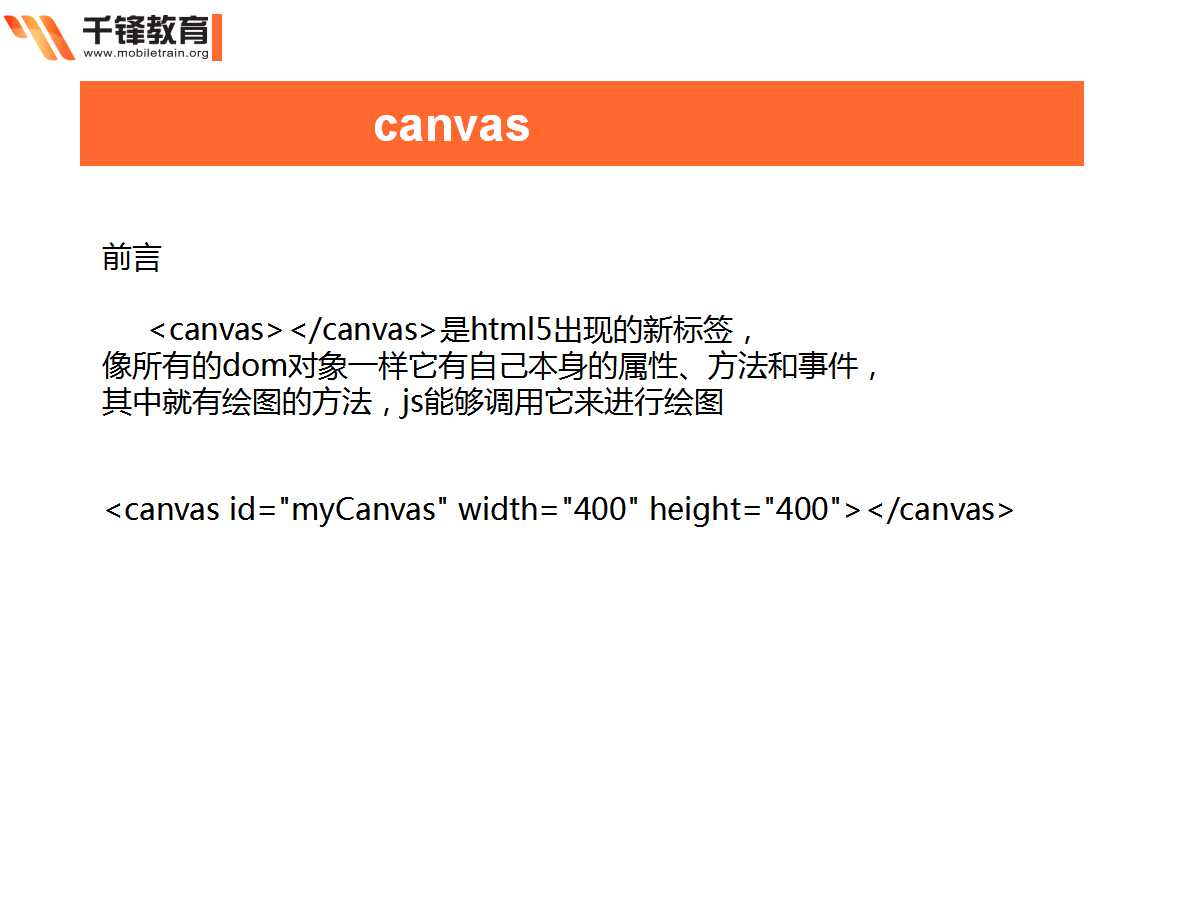 千锋教育
www.mobiletrain.org
canvas
前言
<canvas></canvas>是html5出现的新标签，
像所有的dom对象一样它有自己本身的属性、方法和事件，
其中就有绘图的方法，js能够调用它来进行绘图
<canvas id="myCanvas" width="400" height="400"></canvas>